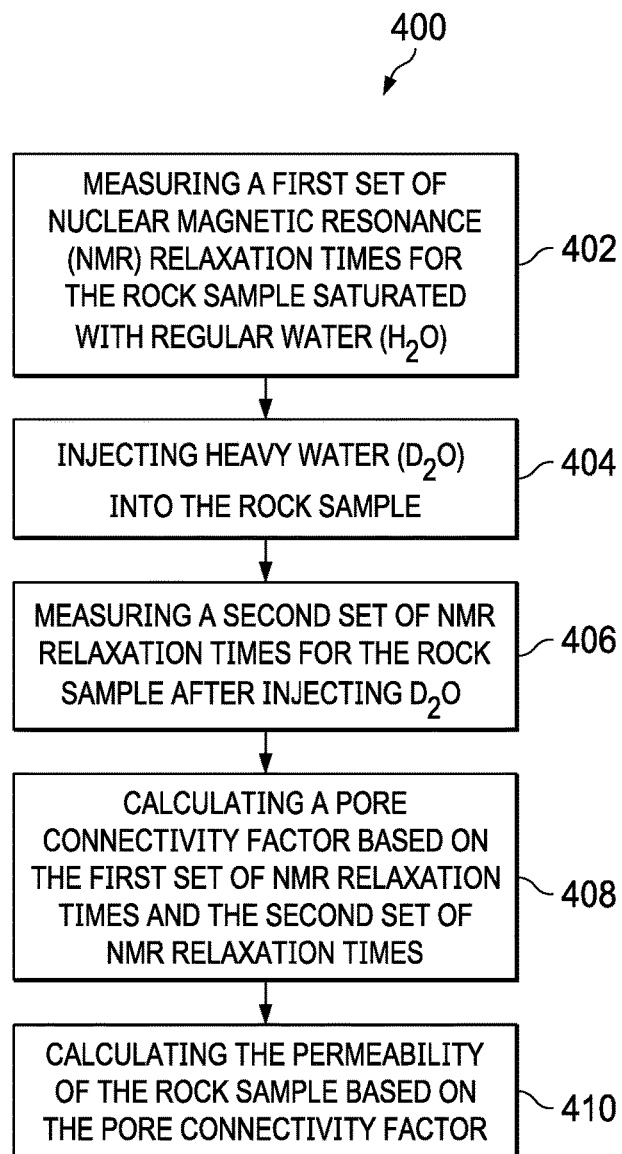 400
MEASURING A FIRST SET OF
NUCLEAR MAGNETIC RESONANCE
(NMR) RELAXATION TIMES FOR
THE ROCK SAMPLE SATURATED
WITH REGULAR WATER (H₂O)
402
INJECTING HEAVY WATER (D₂O)
INTO THE ROCK SAMPLE
404
MEASURING A SECOND SET OF NMR
RELAXATION TIMES FOR THE ROCK
SAMPLE AFTER INJECTING D₂O
406
CALCULATING A PORE
CONNECTIVITY FACTOR BASED ON
THE FIRST SET OF NMR RELAXATION
TIMES AND THE SECOND SET OF
NMR RELAXATION TIMES
408
CALCULATING THE PERMEABILITY
OF THE ROCK SAMPLE BASED ON
THE PORE CONNECTIVITY FACTOR
410